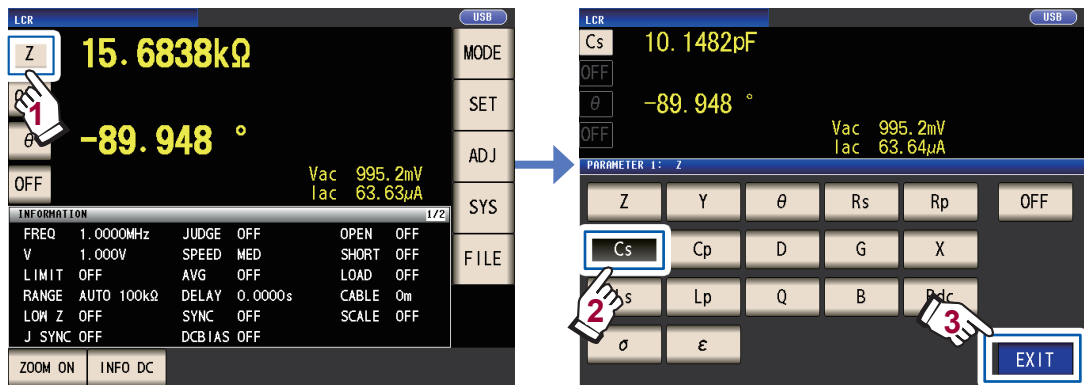 LCR USB
Z 15.6838kΩ MODE
1
SET
θ -89.948 ° ADJ
OFF Vac 995.2mV
Iac 63.63μA SYS
INFORMATION 1/2
FREQ 1.0000MHz JUDGE OFF OPEN OFF
V 1.000V SPEED MED SHORT OFF FILE
LIMIT OFF AVG OFF LOAD OFF
RANGE AUTO 100kΩ DELAY 0.0000s CABLE 0m
LOW Z OFF SYNC OFF SCALE OFF
J SYNC OFF DCBIAS OFF
ZOOM ON INFO DC
LCR USB
Cs 10.1482pF
OFF
θ -89.948 °
OFF Vac 995.2mV
Iac 63.64μA
PARAMETER 1: Z
Z Y θ Rs Rp OFF
Cs Cp D G X
2 Lp Q B
3
σ ε EXIT